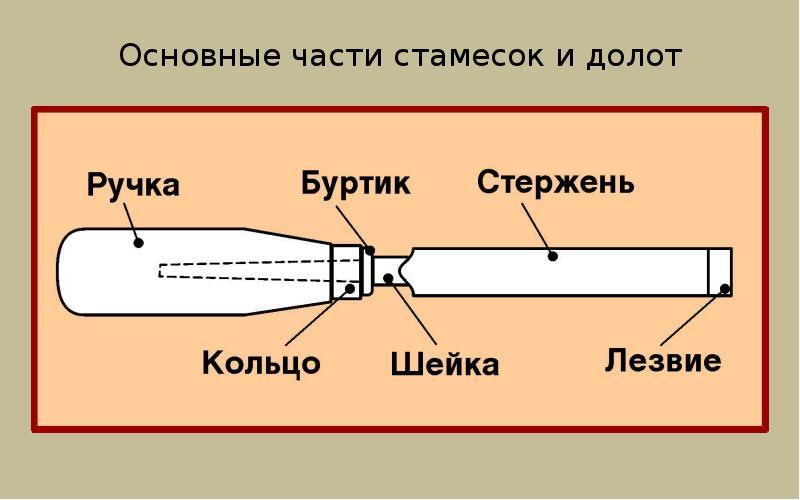 Основные части стамесок и долот
Ручка
Буртик
Стержень
Кольцо
Шейка
Лезвие